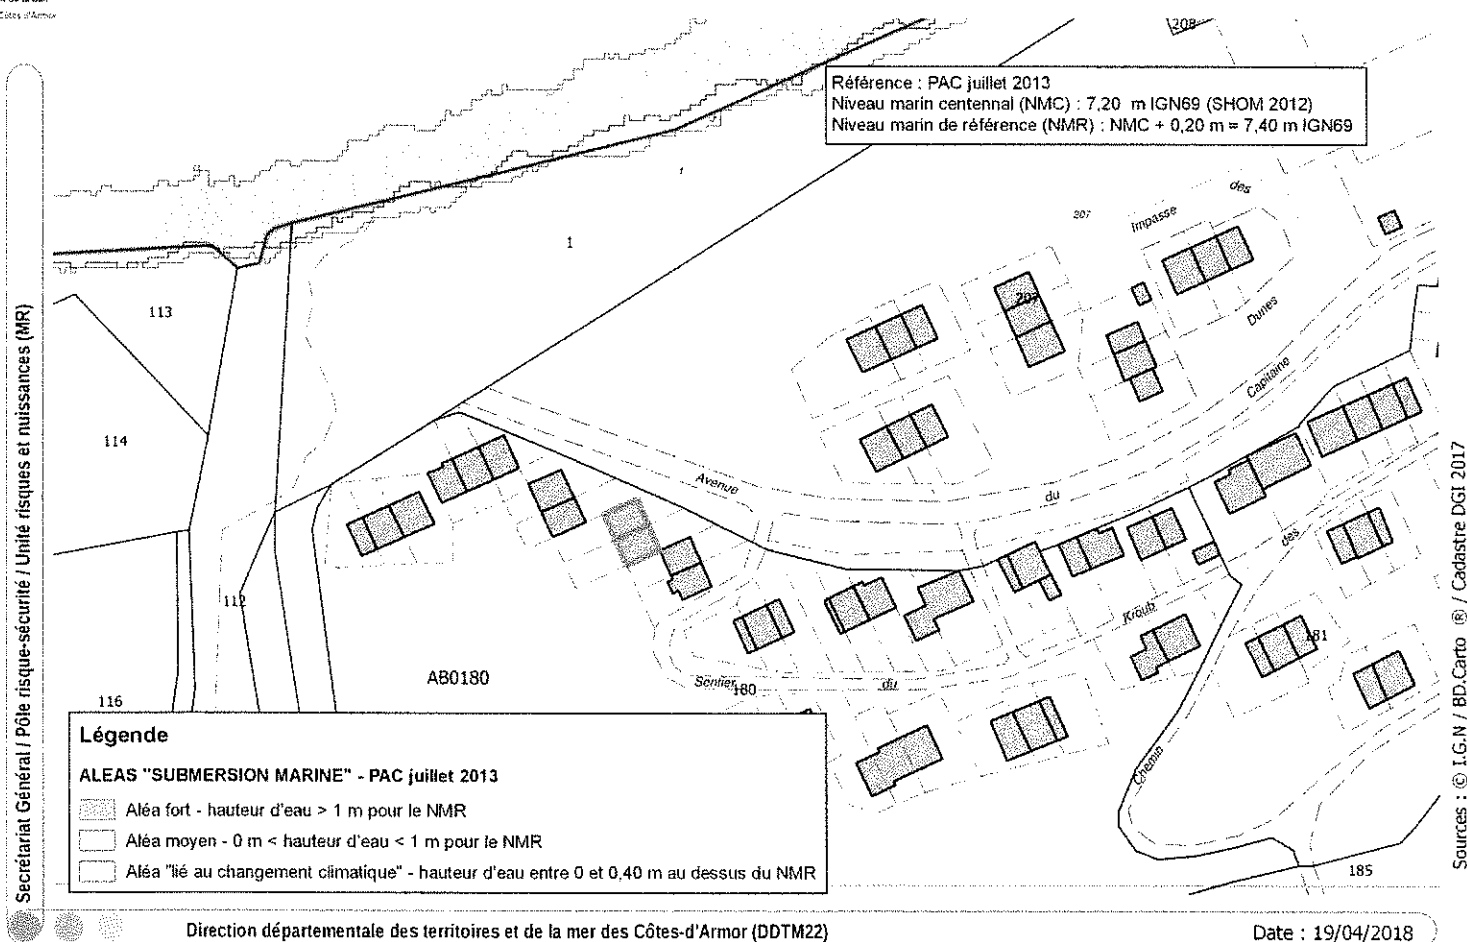 Côtes d'Armor
208
Référence : PAC juillet 2013
Niveau marin centennal (NMC) : 7,20 m IGN69 (SHOM 2012)
Niveau marin de référence (NMR) : NMC + 0,20 m = 7,40 m IGN69
1
1
207
Impasse
des
Dunes
207
113
114
112
116
AB0180
Avenue
du
Capitaine
Sentier
180
du
Kroub
Chemin
des
181
185
Légende
ALEAS "SUBMERSION MARINE" - PAC juillet 2013
Aléa fort - hauteur d'eau > 1 m pour le NMR
Aléa moyen - 0 m < hauteur d'eau < 1 m pour le NMR
Aléa "lié au changement climatique" - hauteur d'eau entre 0 et 0,40 m au dessus du NMR
Secrétariat Général / Pôle risque-sécurité / Unité risques et nuissances (MR)
Sources : © I.G.N / BD.Carto ® / Cadastre DGI 2017
Direction départementale des territoires et de la mer des Côtes-d'Armor (DDTM22)
Date : 19/04/2018